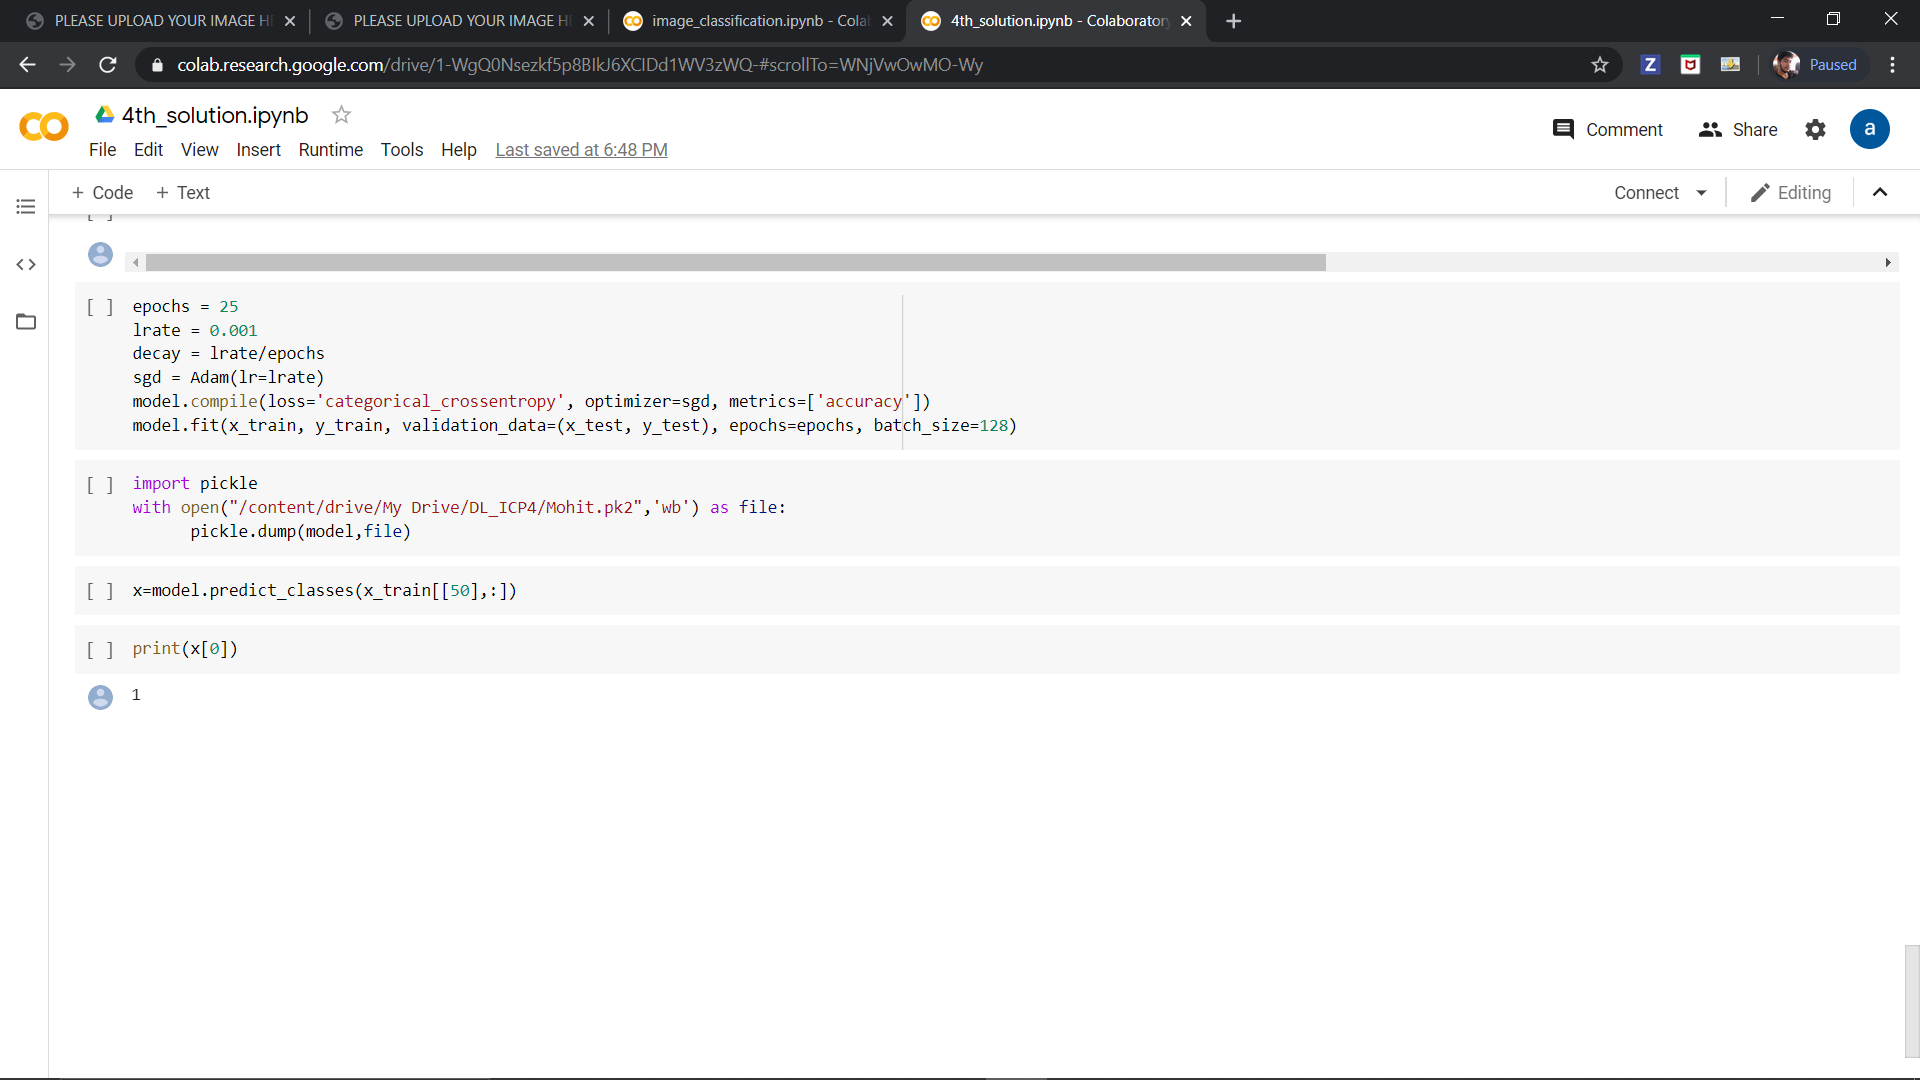 PLEASE UPLOAD YOUR IMAGE HE
PLEASE UPLOAD YOUR IMAGE HE
image_classification.ipynb - Colab
4th_solution.ipynb - Colaboratory
colab.research.google.com/drive/1-WgQ0Nsezkf5p8BIkJ6XCIDd1WV3zWQ-#scrollTo=WNjVwOwMO-Wy
Z
Paused
4th_solution.ipynb
Comment
Share
a
File Edit View Insert Runtime Tools Help Last saved at 6:48 PM
+ Code + Text
Connect
Editing
[ ]
[ ] epochs = 25
lrate = 0.001
decay = lrate/epochs
sgd = Adam(lr=lrate)
model.compile(loss='categorical_crossentropy', optimizer=sgd, metrics=['accuracy'])
model.fit(x_train, y_train, validation_data=(x_test, y_test), epochs=epochs, batch_size=128)
[ ] import pickle
with open("/content/drive/My Drive/DL_ICP4/Mohit.pk2",'wb') as file:
pickle.dump(model,file)
[ ] x=model.predict_classes(x_train[[50],:])
[ ] print(x[0])
1